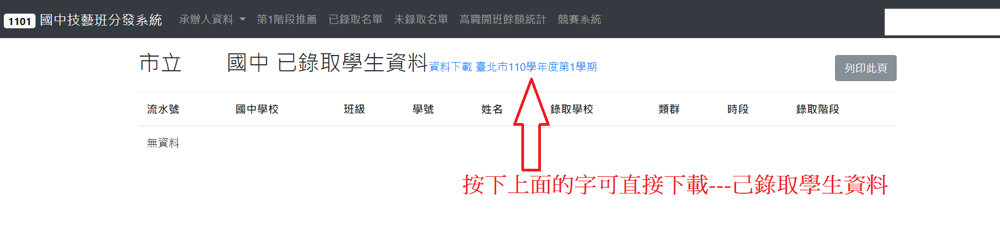 1101 國中技藝班分發系統 承辦人資料 第1階段推薦 已錄取名單 未錄取名單 高職開班餘額統計 競賽系統
市立 國中 已錄取學生資料 資料下載 臺北市110學年度第1學期 列印此頁
流水號 國中學校 班級 學號 姓名 錄取學校 類群 時段 錄取階段
無資料
按下上面的字可直接下載---己錄取學生資料